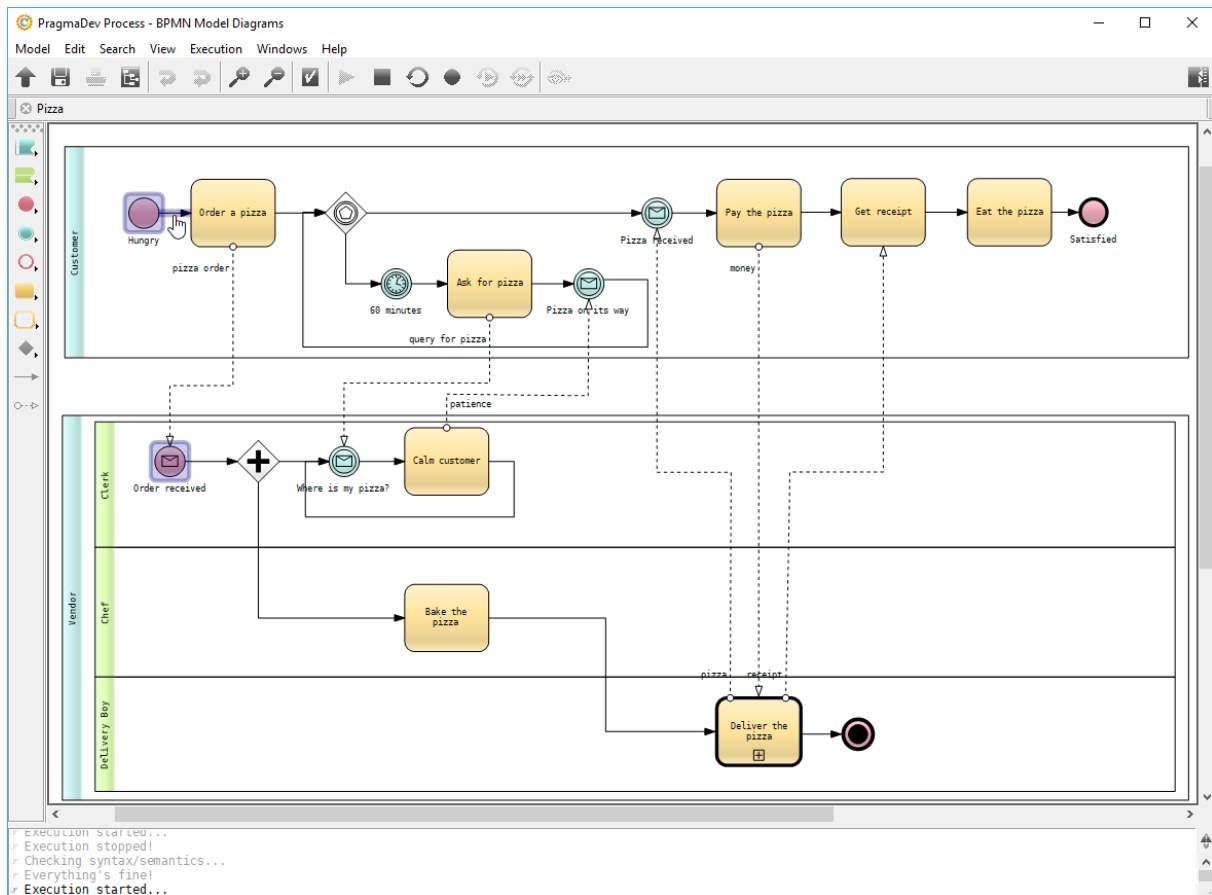 PragmaDev Process - BPMN Model Diagrams
Model Edit Search View Execution Windows Help
Pizza
Customer
Hungry
Order a pizza
pizza order
60 minutes
Ask for pizza
query for pizza
Pizza on its way
Pizza received
Pay the pizza
money
Get receipt
Eat the pizza
Satisfied
patience
Vendor
Clerk
Order received
Where is my pizza?
Calm customer
Chef
Bake the
pizza
Delivery Boy
pizza
receipt
Deliver the
pizza
Execution started...
Execution stopped!
Checking syntax/semantics...
Everything's fine!
Execution started...